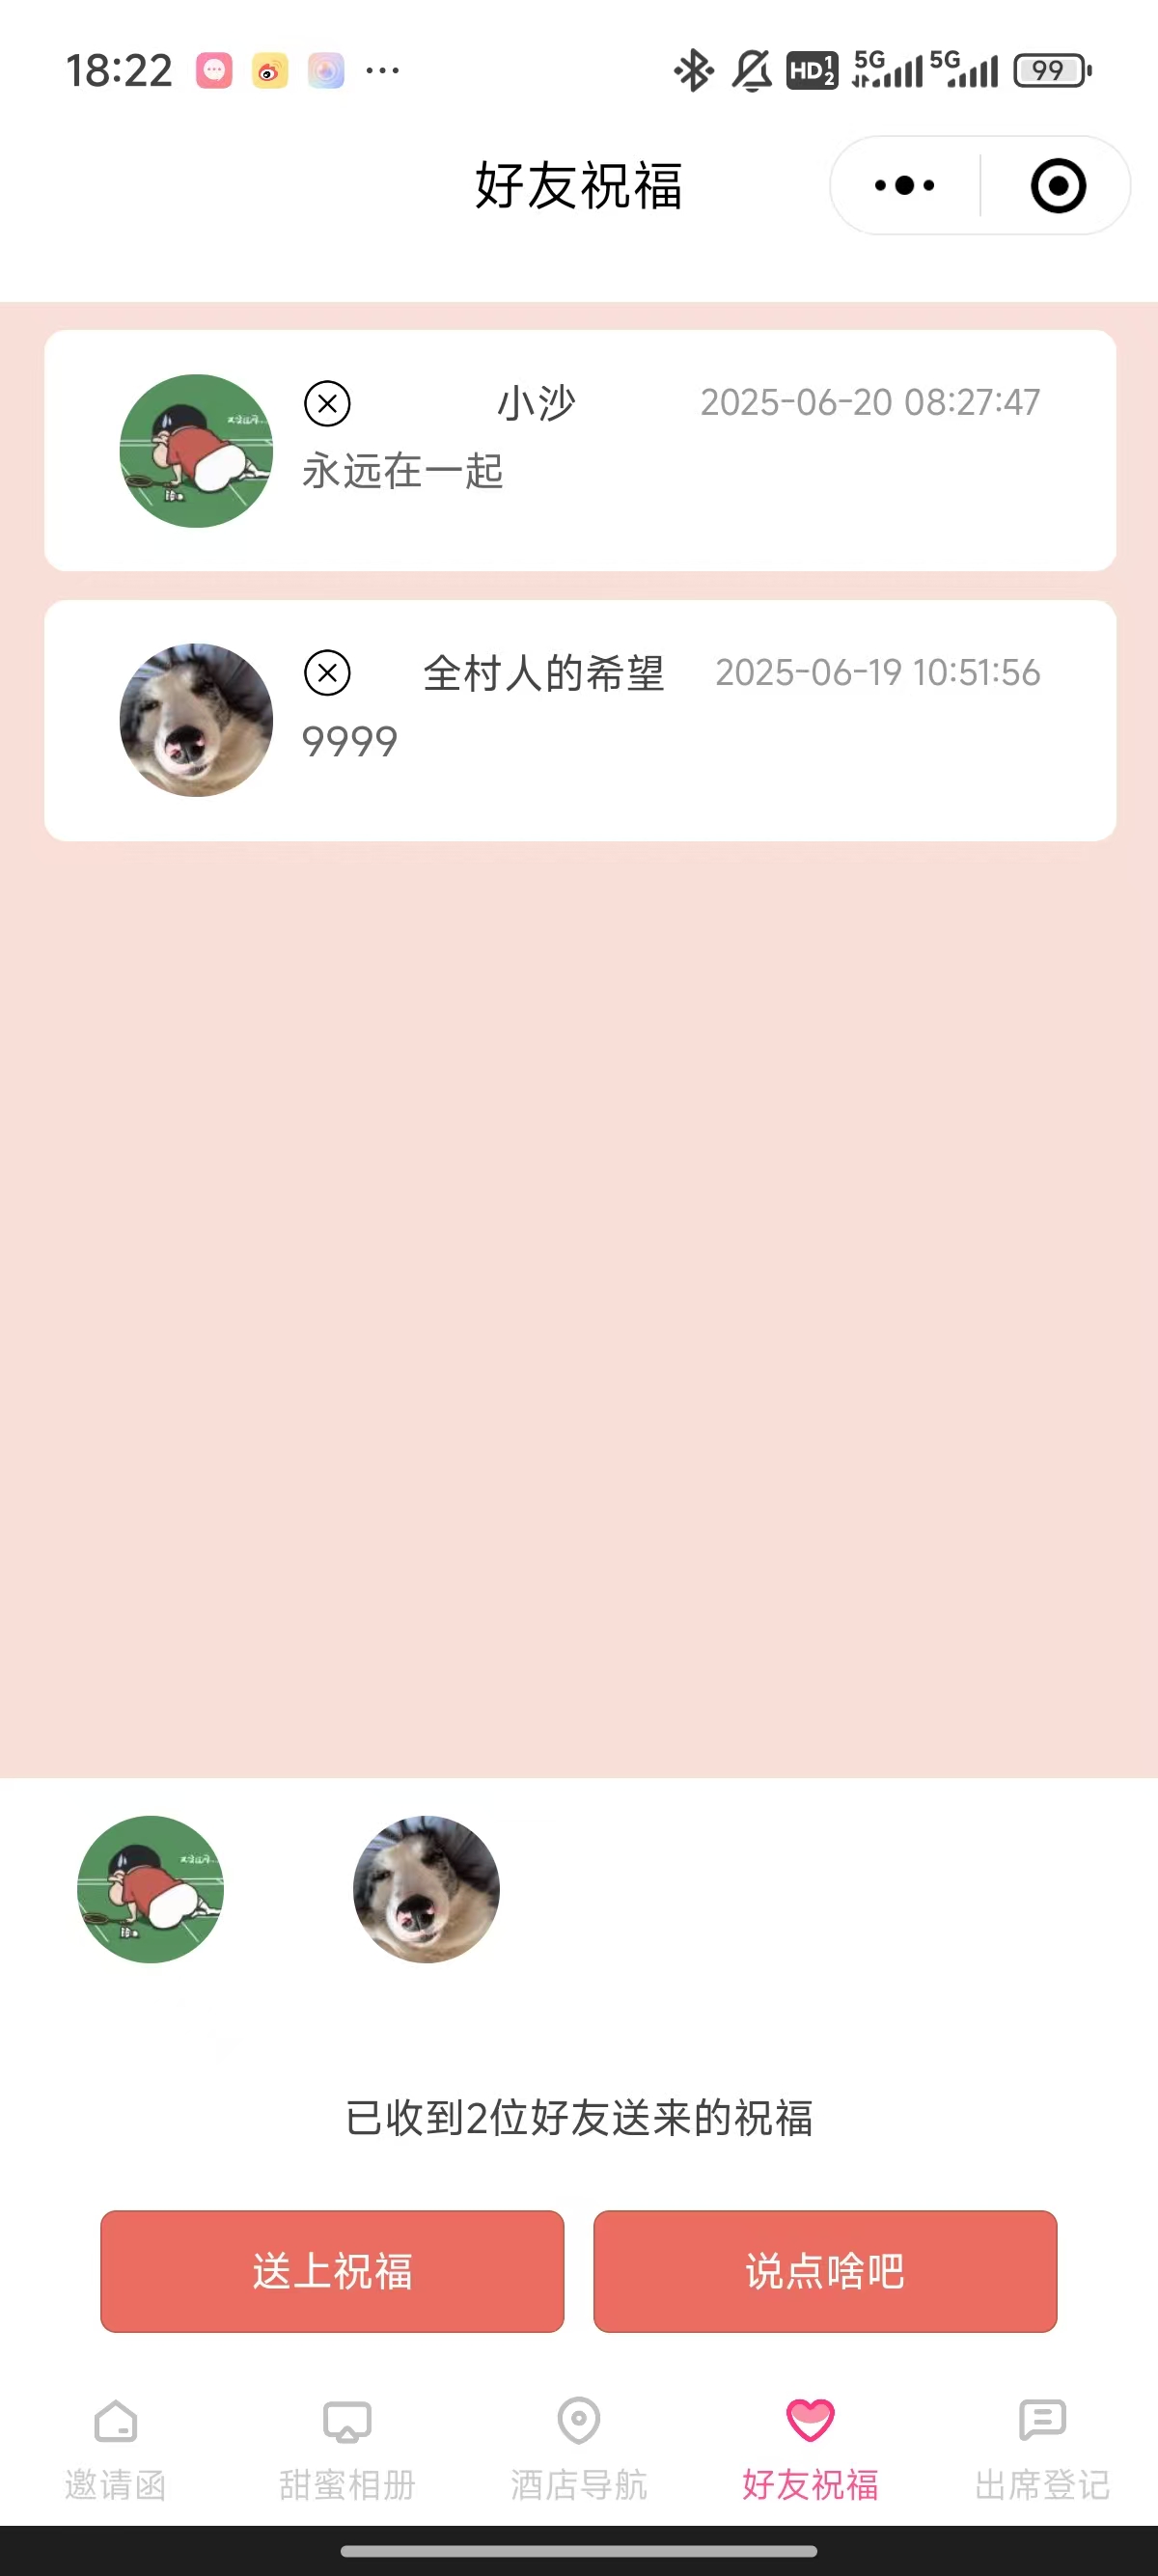 18:22 ··· HD 1 2 5G 5G 99
好友祝福
小沙 2025-06-20 08:27:47
永远在一起
全村人的希望 2025-06-19 10:51:56
9999
已收到2位好友送来的祝福
送上祝福 说点啥吧
邀请函 甜蜜相册 酒店导航 好友祝福 出席登记